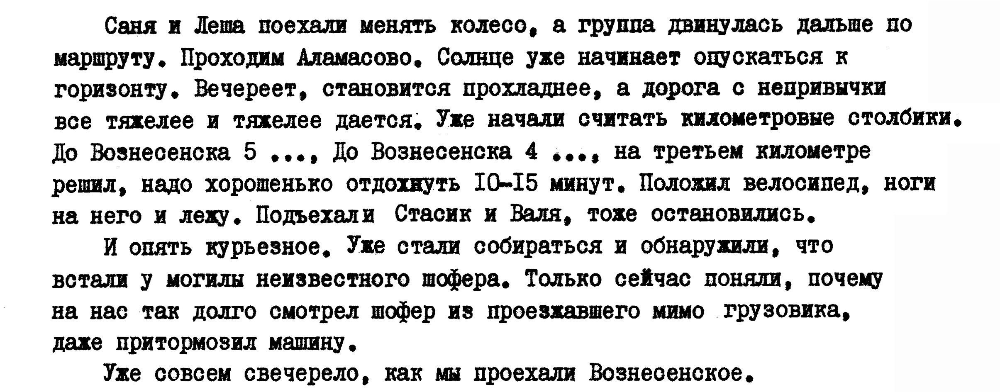 Саня и Леша поехали менять колесо, а группа двинулась дальше по
маршруту. Проходим Аламасово. Солнце уже начинает опускаться к
горизонту. Вечереет, становится прохладнее, а дорога с непривычки
все тяжелее и тяжелее дается. Уже начали считать километровые столбики.
До Вознесенска 5 ..., До Вознесенска 4 ..., на третьем километре
решил, надо хорошенько отдохнуть 10-15 минут. Положил велосипед, ноги
на него и лежу. Подъехали Стасик и Валя, тоже остановились.
И опять курьезное. Уже стали собираться и обнаружили, что
встали у могилы неизвестного шофера. Только сейчас поняли, почему
на нас так долго смотрел шофер из проезжавшего мимо грузовика,
даже притормозил машину.
Уже совсем свечерело, как мы проехали Вознесенское.